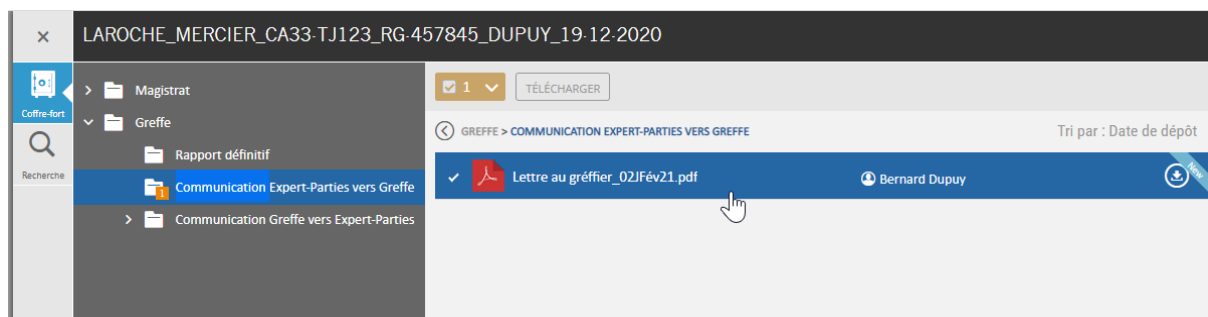 LAROCHE_MERCIER_CA33-TJ123_RG-457845_DUPUY_19-12-2020
Coffre-fort
Recherche
Magistrat
Greffe
Rapport définitif
1 Communication Expert-Parties vers Greffe
Communication Greffe vers Expert-Parties
1 TÉLÉCHARGER
GREFFE > COMMUNICATION EXPERT-PARTIES VERS GREFFE Tri par : Date de dépôt
Lettre au gréffier_02JFév21.pdf Bernard Dupuy New